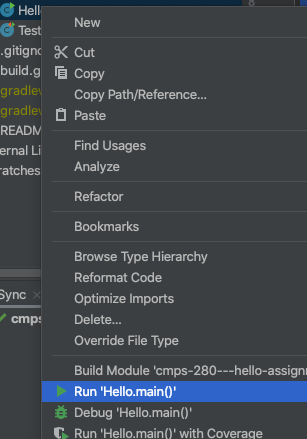 Hell
New
Test
Cut
.gitigno
Copy
build.g
Copy Path/Reference...
gradlew
Paste
gradlew
READM
Find Usages
ernal Li
Analyze
ratches
Refactor
Bookmarks
Browse Type Hierarchy
Reformat Code
Sync
Optimize Imports
cmps
Delete...
Override File Type
Build Module 'cmps-280---hello-assignm
Run 'Hello.main()'
Debug 'Hello.main()'
Run 'Hello.main()' with Coverage